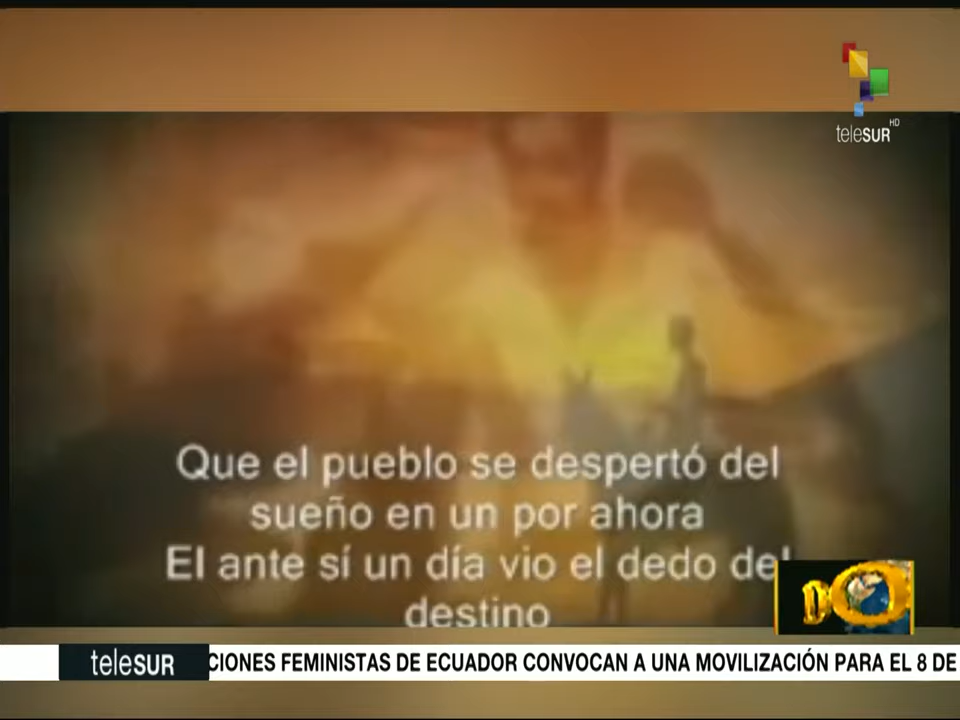 teleSUR HD
Que el pueblo se despertó del
sueño en un por ahora
El ante sí un día vio el dedo del
destino
teleSUR
CIONES FEMINISTAS DE ECUADOR CONVOCAN A UNA MOVILIZACIÓN PARA EL 8 DE